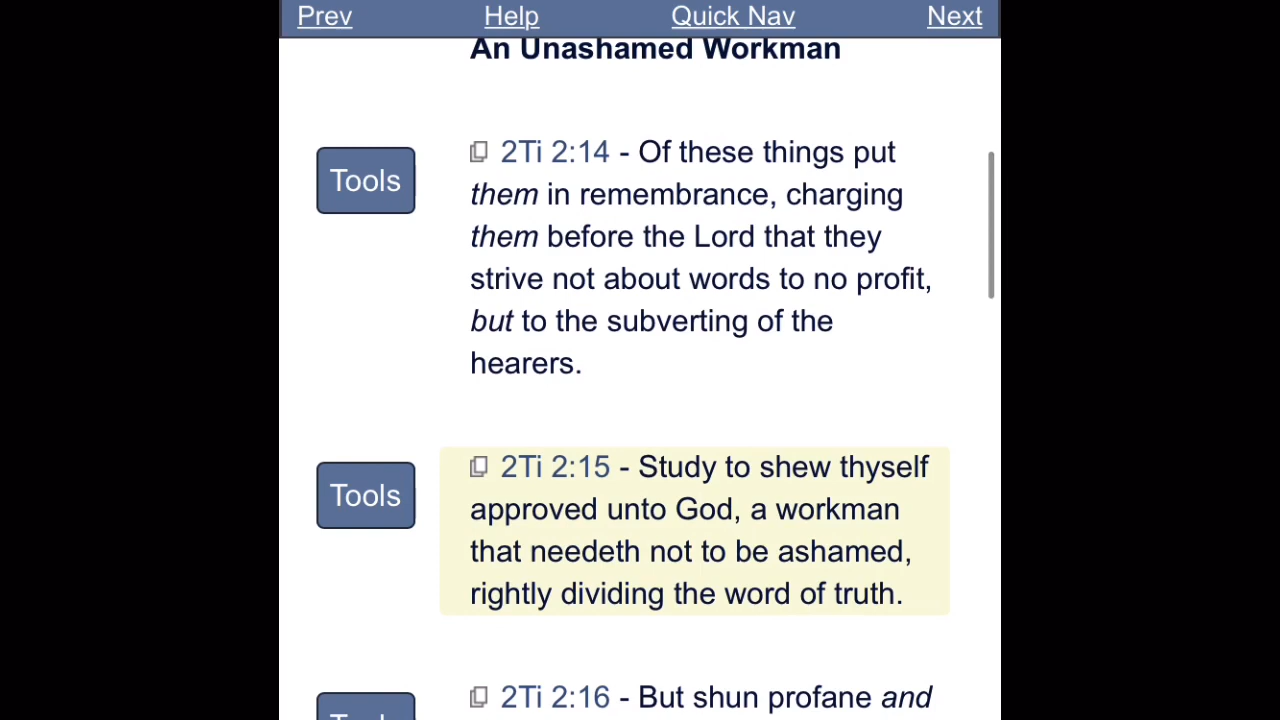 Prev Help Quick Nav Next
An Unashamed Workman
Tools
2Ti 2:14 - Of these things put
them in remembrance, charging
them before the Lord that they
strive not about words to no profit,
but to the subverting of the
hearers.
Tools
2Ti 2:15 - Study to shew thyself
approved unto God, a workman
that needeth not to be ashamed,
rightly dividing the word of truth.
2Ti 2:16 - But shun profane and